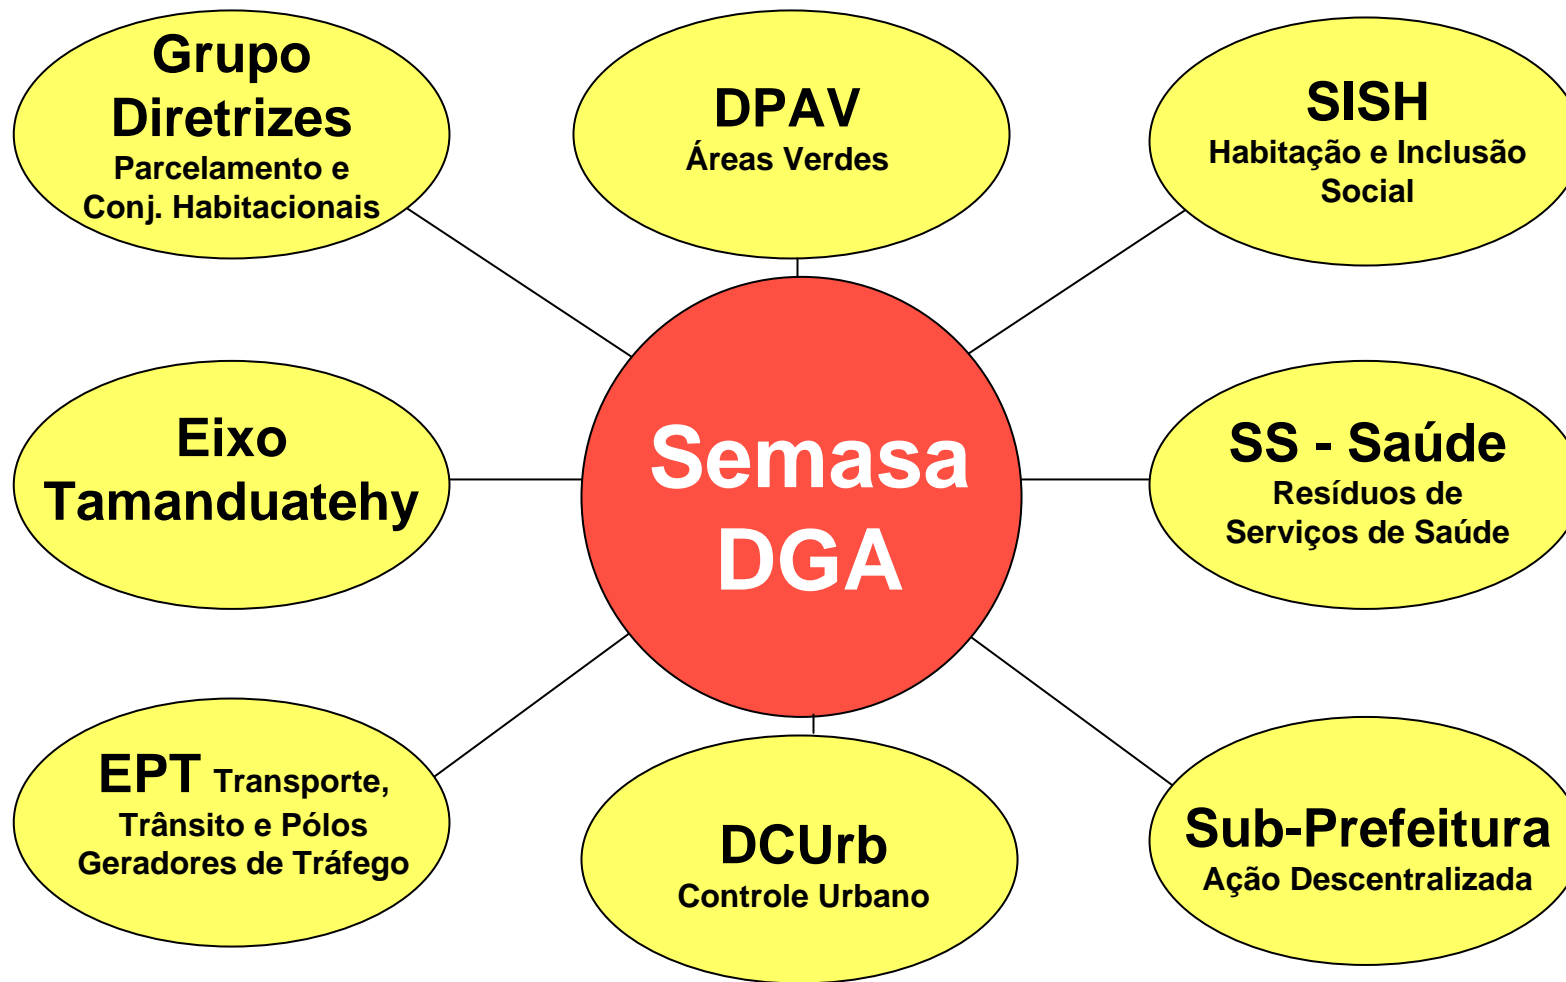 Grupo
Diretrizes
Parcelamento e
Conj. Habitacionais
DPAV
Áreas Verdes
SISH
Habitação e Inclusão
Social
Eixo
Tamanduatehy
Semasa
DGA
SS - Saúde
Resíduos de
Serviços de Saúde
EPT Transporte,
Trânsito e Pólos
Geradores de Tráfego
DCUrb
Controle Urbano
Sub-Prefeitura
Ação Descentralizada